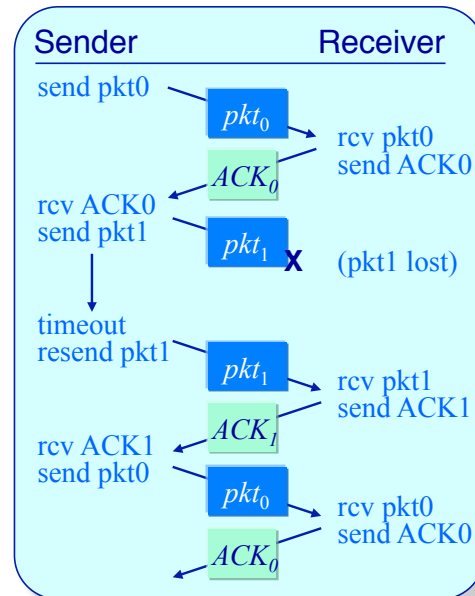 Sender Receiver
send pkt0
pkt0
rcv pkt0
send ACK0
ACK0
rcv ACK0
send pkt1
pkt1
X (pkt1 lost)
timeout
resend pkt1
pkt1
rcv pkt1
send ACK1
ACK1
rcv ACK1
send pkt0
pkt0
rcv pkt0
send ACK0
ACK0